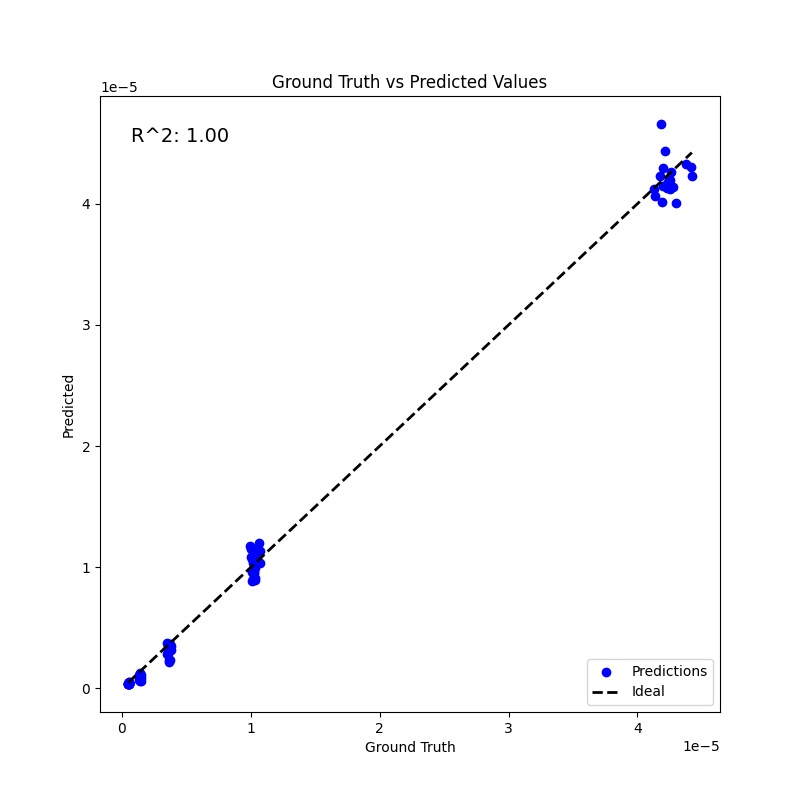 Ground Truth vs Predicted Values
1e−5
R^2: 1.00
4
3
2
1
0
Predicted
Predictions
Ideal
0 1 2 3 4
Ground Truth
1e−5